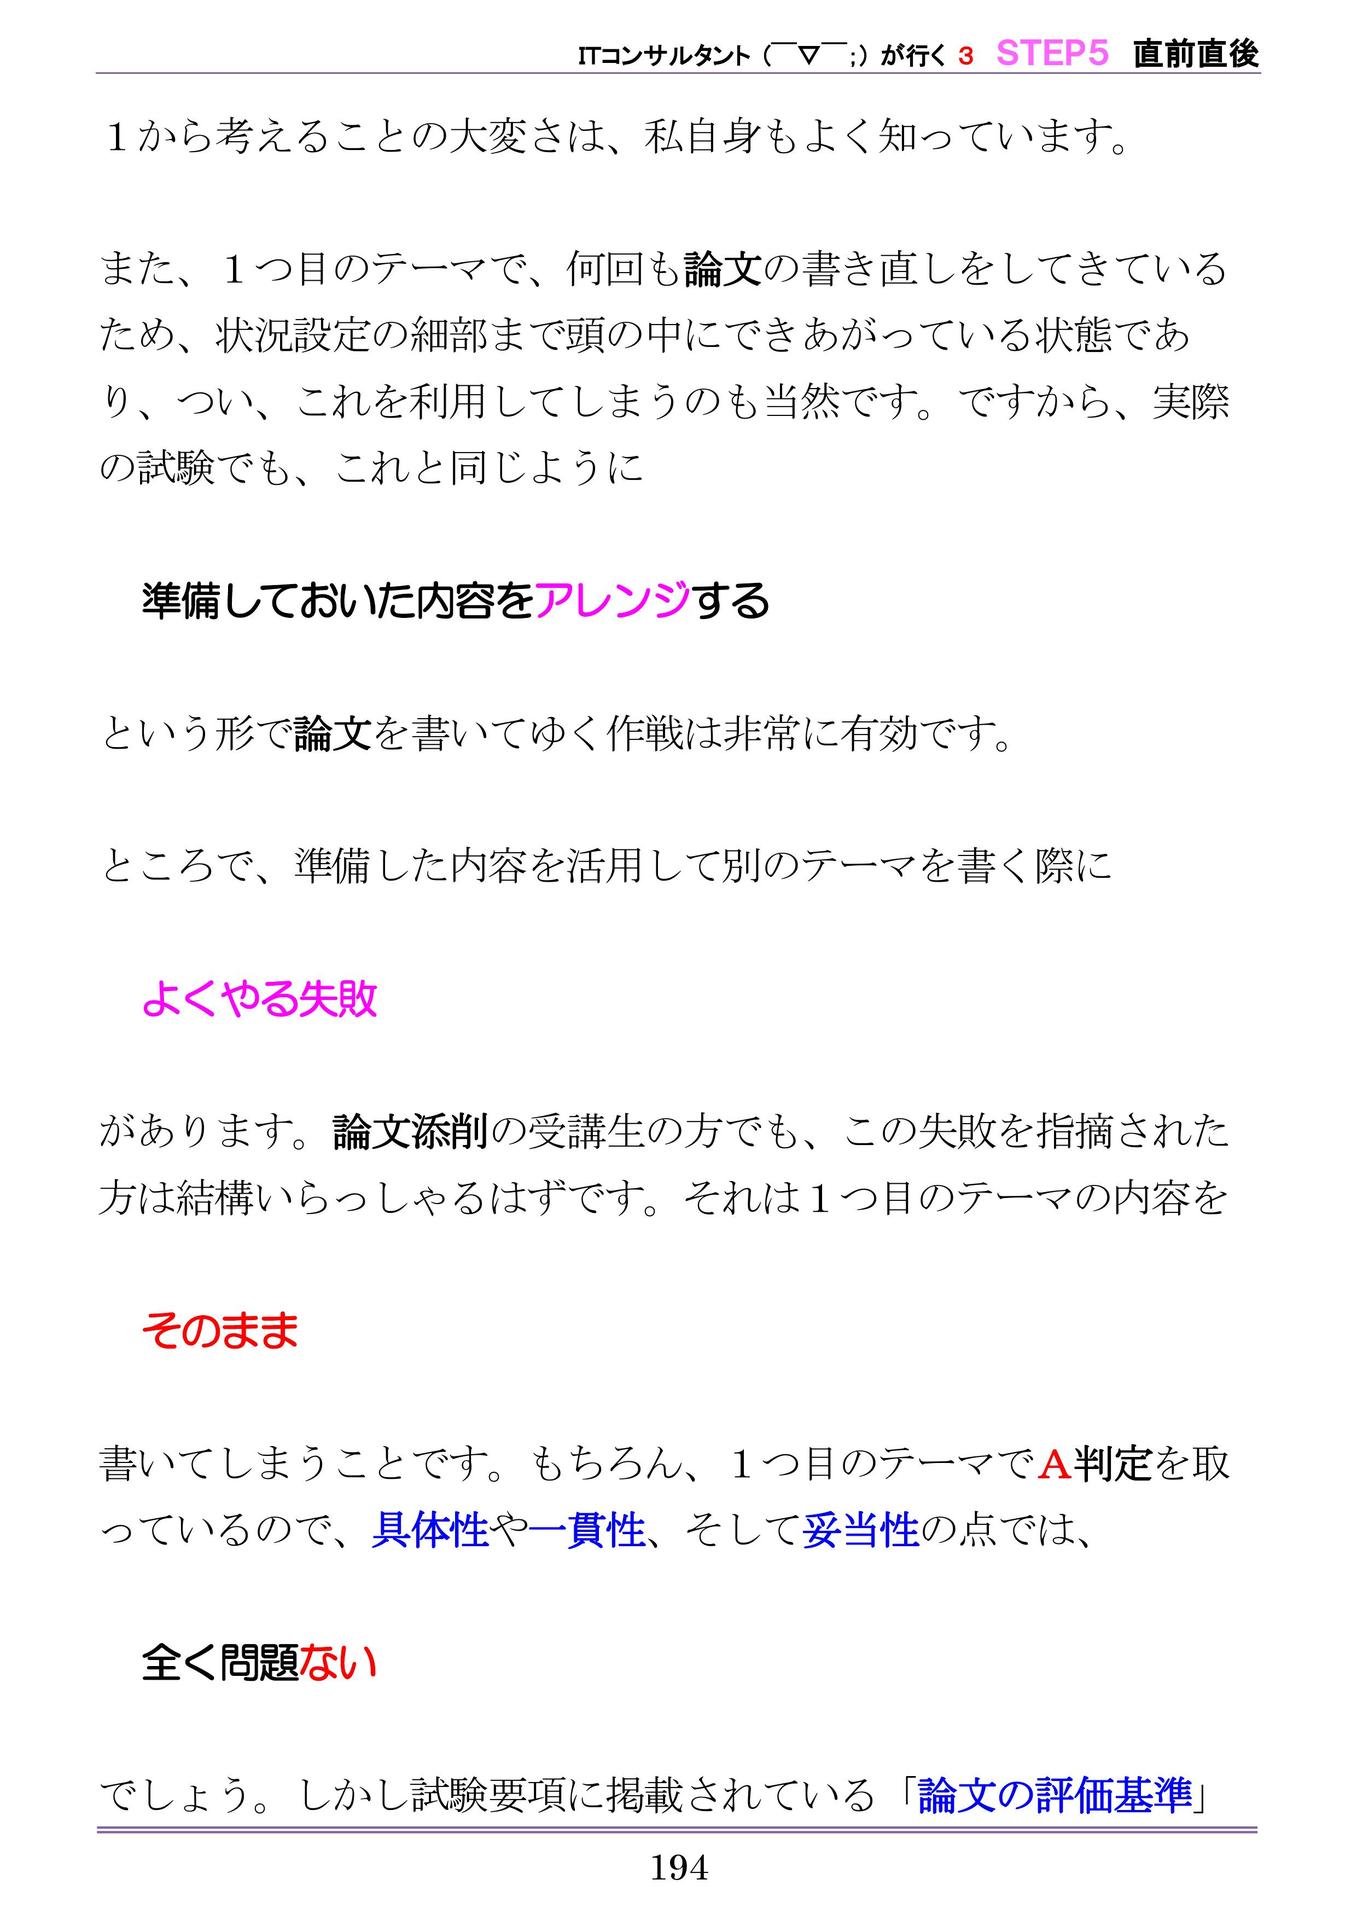 ITコンサルタント（￣▽￣；）が行く 3 STEP5 直前直後
１から考えることの大変さは、私自身もよく知っています。
また、１つ目のテーマで、何回も論文の書き直しをしてきている
ため、状況設定の細部まで頭の中にできあがっている状態であ
り、つい、これを利用してしまうのも当然です。ですから、実際
の試験でも、これと同じように
準備しておいた内容をアレンジする
という形で論文を書いてゆく作戦は非常に有効です。
ところで、準備した内容を活用して別のテーマを書く際に
よくやる失敗
があります。論文添削の受講生の方でも、この失敗を指摘された
方は結構いらっしゃるはずです。それは１つ目のテーマの内容を
そのまま
書いてしまうことです。もちろん、１つ目のテーマでＡ判定を取
っているので、具体性や一貫性、そして妥当性の点では、
全く問題ない
でしょう。しかし試験要項に掲載されている「論文の評価基準」
194